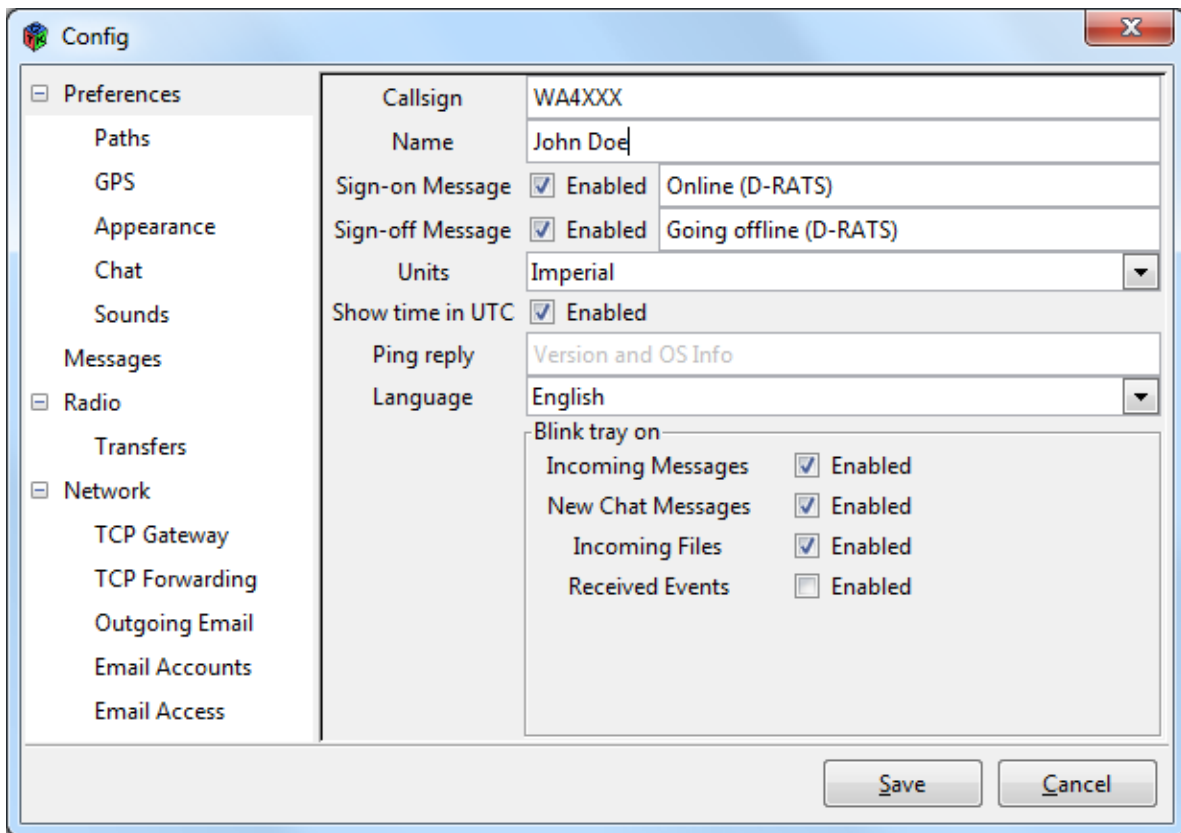 Config
Preferences
Paths
GPS
Appearance
Chat
Sounds
Messages
Radio
Transfers
Network
TCP Gateway
TCP Forwarding
Outgoing Email
Email Accounts
Email Access
Callsign WA4XXX
Name John Doe
Sign-on Message Enabled Online (D-RATS)
Sign-off Message Enabled Going offline (D-RATS)
Units Imperial
Show time in UTC Enabled
Ping reply Version and OS Info
Language English
Blink tray on
Incoming Messages Enabled
New Chat Messages Enabled
Incoming Files Enabled
Received Events Enabled
Save Cancel